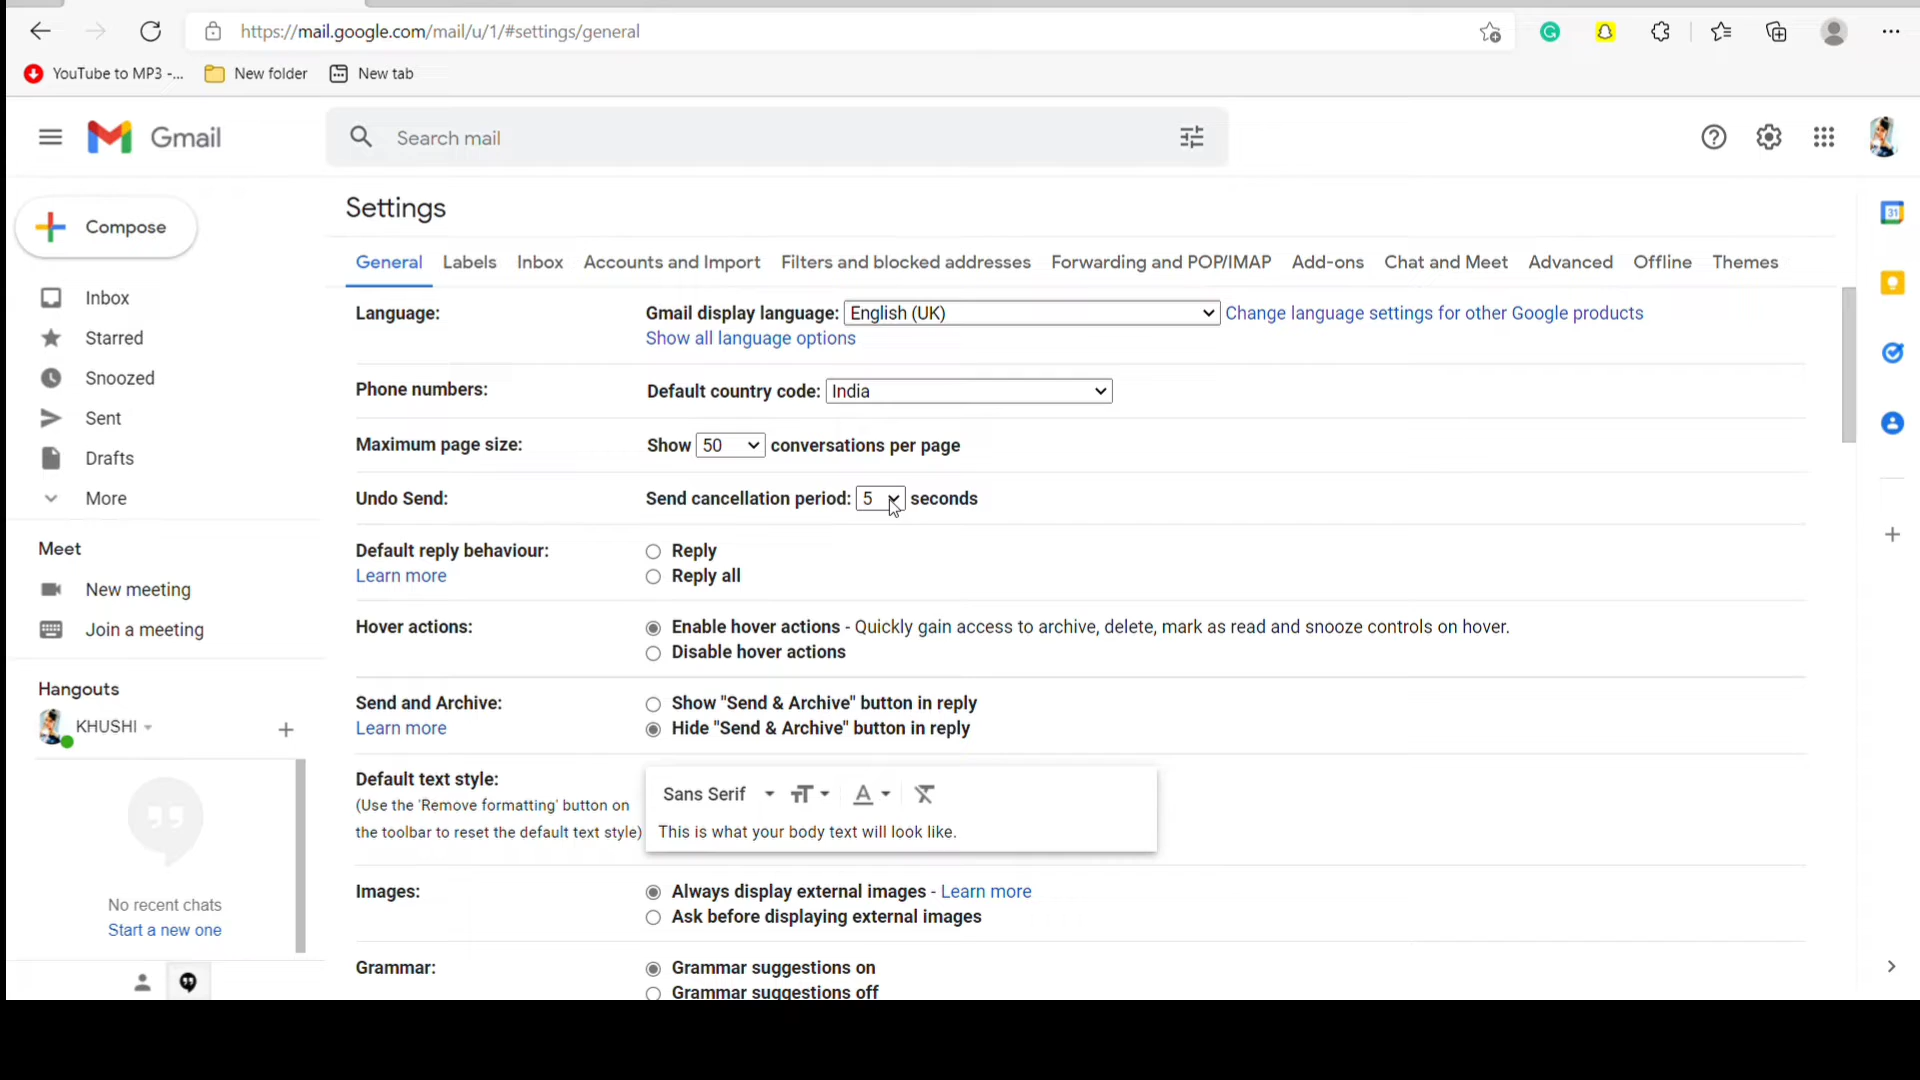 https://mail.google.com/mail/u/1/#settings/general
YouTube to MP3 -...
New folder
New tab
Gmail
Search mail
31
Compose
Inbox
Starred
Snoozed
Sent
Drafts
More
Meet
New meeting
Join a meeting
Hangouts
KHUSHI
No recent chats
Start a new one
Settings
General Labels Inbox Accounts and Import Filters and blocked addresses Forwarding and POP/IMAP Add-ons Chat and Meet Advanced Offline Themes
Language: Gmail display language: English (UK) Change language settings for other Google products
Show all language options
Phone numbers: Default country code: India
Maximum page size: Show 50 conversations per page
Undo Send: Send cancellation period: 5 seconds
Default reply behaviour: Reply
Learn more Reply all
Hover actions: Enable hover actions - Quickly gain access to archive, delete, mark as read and snooze controls on hover.
Disable hover actions
Send and Archive: Show "Send & Archive" button in reply
Learn more Hide "Send & Archive" button in reply
Default text style: Sans Serif
(Use the 'Remove formatting' button on
the toolbar to reset the default text style) This is what your body text will look like.
Images: Always display external images - Learn more
Ask before displaying external images
Grammar: Grammar suggestions on
Grammar suggestions off